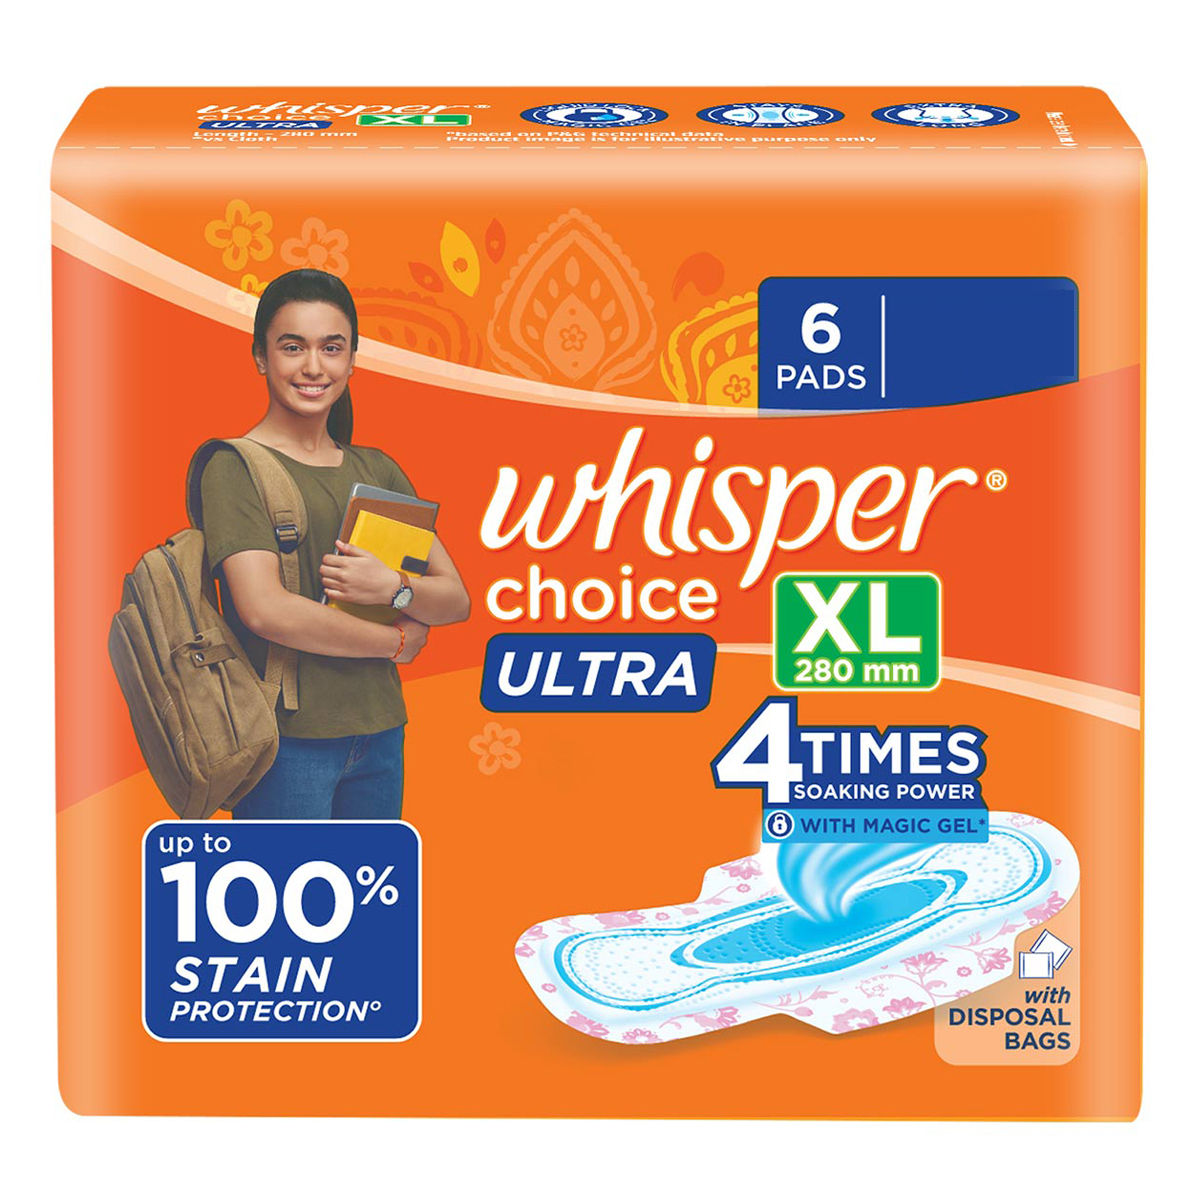 whisper®
choice
ULTRA XL
Length - 280 mm
*vs Cloth
*based on P&G technical data
Product image is for illustrative purpose only
6
PADS
whisper®
choice
ULTRA
XL
280 mm
4 TIMES
SOAKING POWER
WITH MAGIC GEL*
up to
100%
STAIN
PROTECTION°
with
DISPOSAL
BAGS